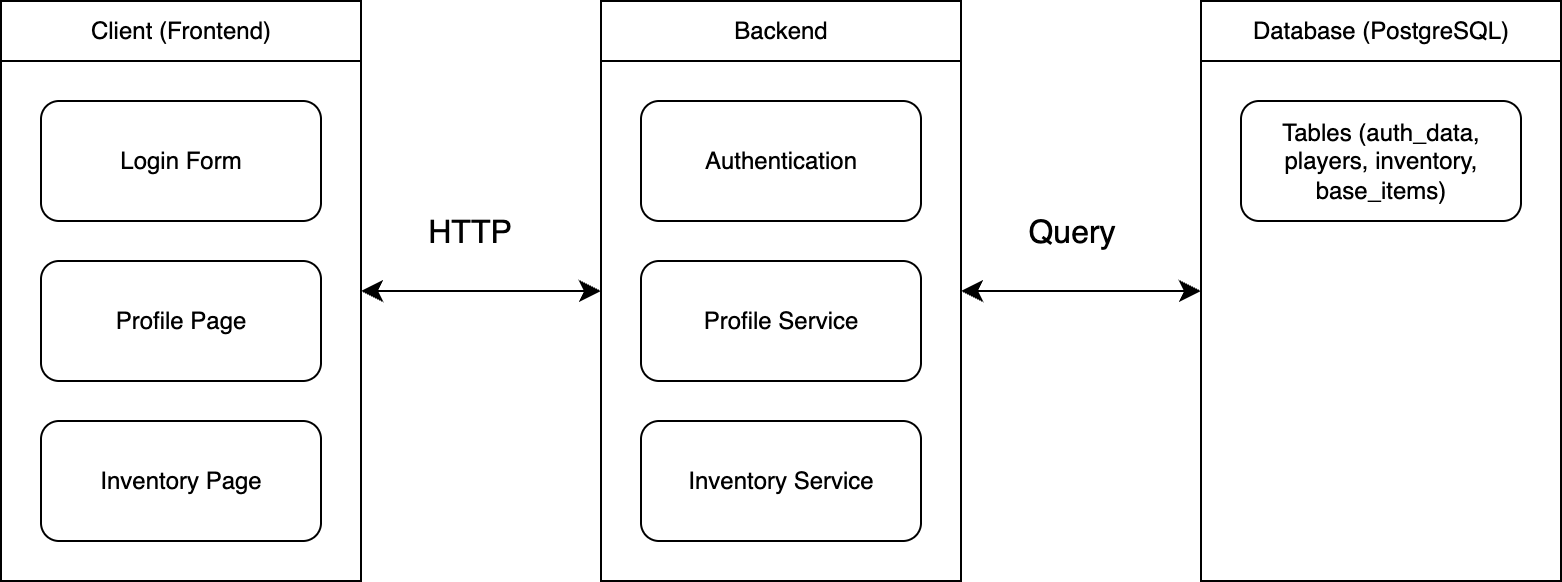 Client (Frontend)
Login Form
Profile Page
Inventory Page
HTTP
Backend
Authentication
Profile Service
Inventory Service
Query
Database (PostgreSQL)
Tables (auth_data,
players, inventory,
base_items)